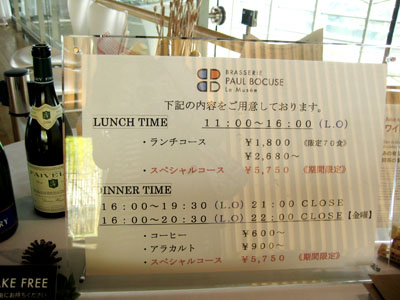 BRASSERIE
PAUL BOCUSE
Le Musée
下記の内容をご用意しております。
LUNCH TIME 11:00~16:00 (L.O)
・ランチコース ¥1,800 《限定70食》
¥2,680~
・スペシャルコース ¥5,750 《期間限定》
DINNER TIME
16:00~19:30 (L.O) 21:00 CLOSE
16:00~20:30 (L.O) 22:00 CLOSE【金曜】
・コーヒー ¥600~
・アラカルト ¥900~
・スペシャルコース ¥5,750 《期間限定》
FAIVELEY
AKE FREE
ワイ